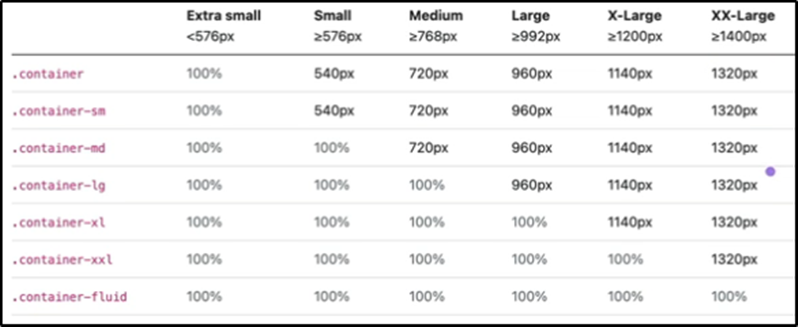 Extra small Small Medium Large X-Large XX-Large
<576px ≥576px ≥768px ≥992px ≥1200px ≥1400px
.container 100% 540px 720px 960px 1140px 1320px
.container-sm 100% 540px 720px 960px 1140px 1320px
.container-md 100% 100% 720px 960px 1140px 1320px
.container-lg 100% 100% 100% 960px 1140px 1320px
.container-xl 100% 100% 100% 100% 1140px 1320px
.container-xxl 100% 100% 100% 100% 100% 1320px
.container-fluid 100% 100% 100% 100% 100% 100%